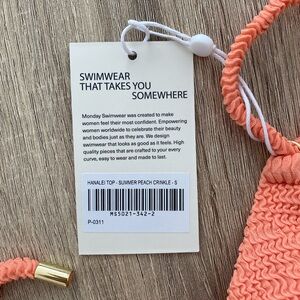 SWIMWEAR
THAT TAKES YOU
SOMEWHERE
Monday Swimwear was created to make
women feel their most confident. Empowering
women worldwide to celebrate their beauty
and bodies just as they are. We design
swimwear that looks as good as it feels. High
quality pieces that are crafted to your every
curve, easy to wear and made to last.
HANALEI TOP - SUMMER PEACH CRINKLE - S
MS5021-342-2
P-0311